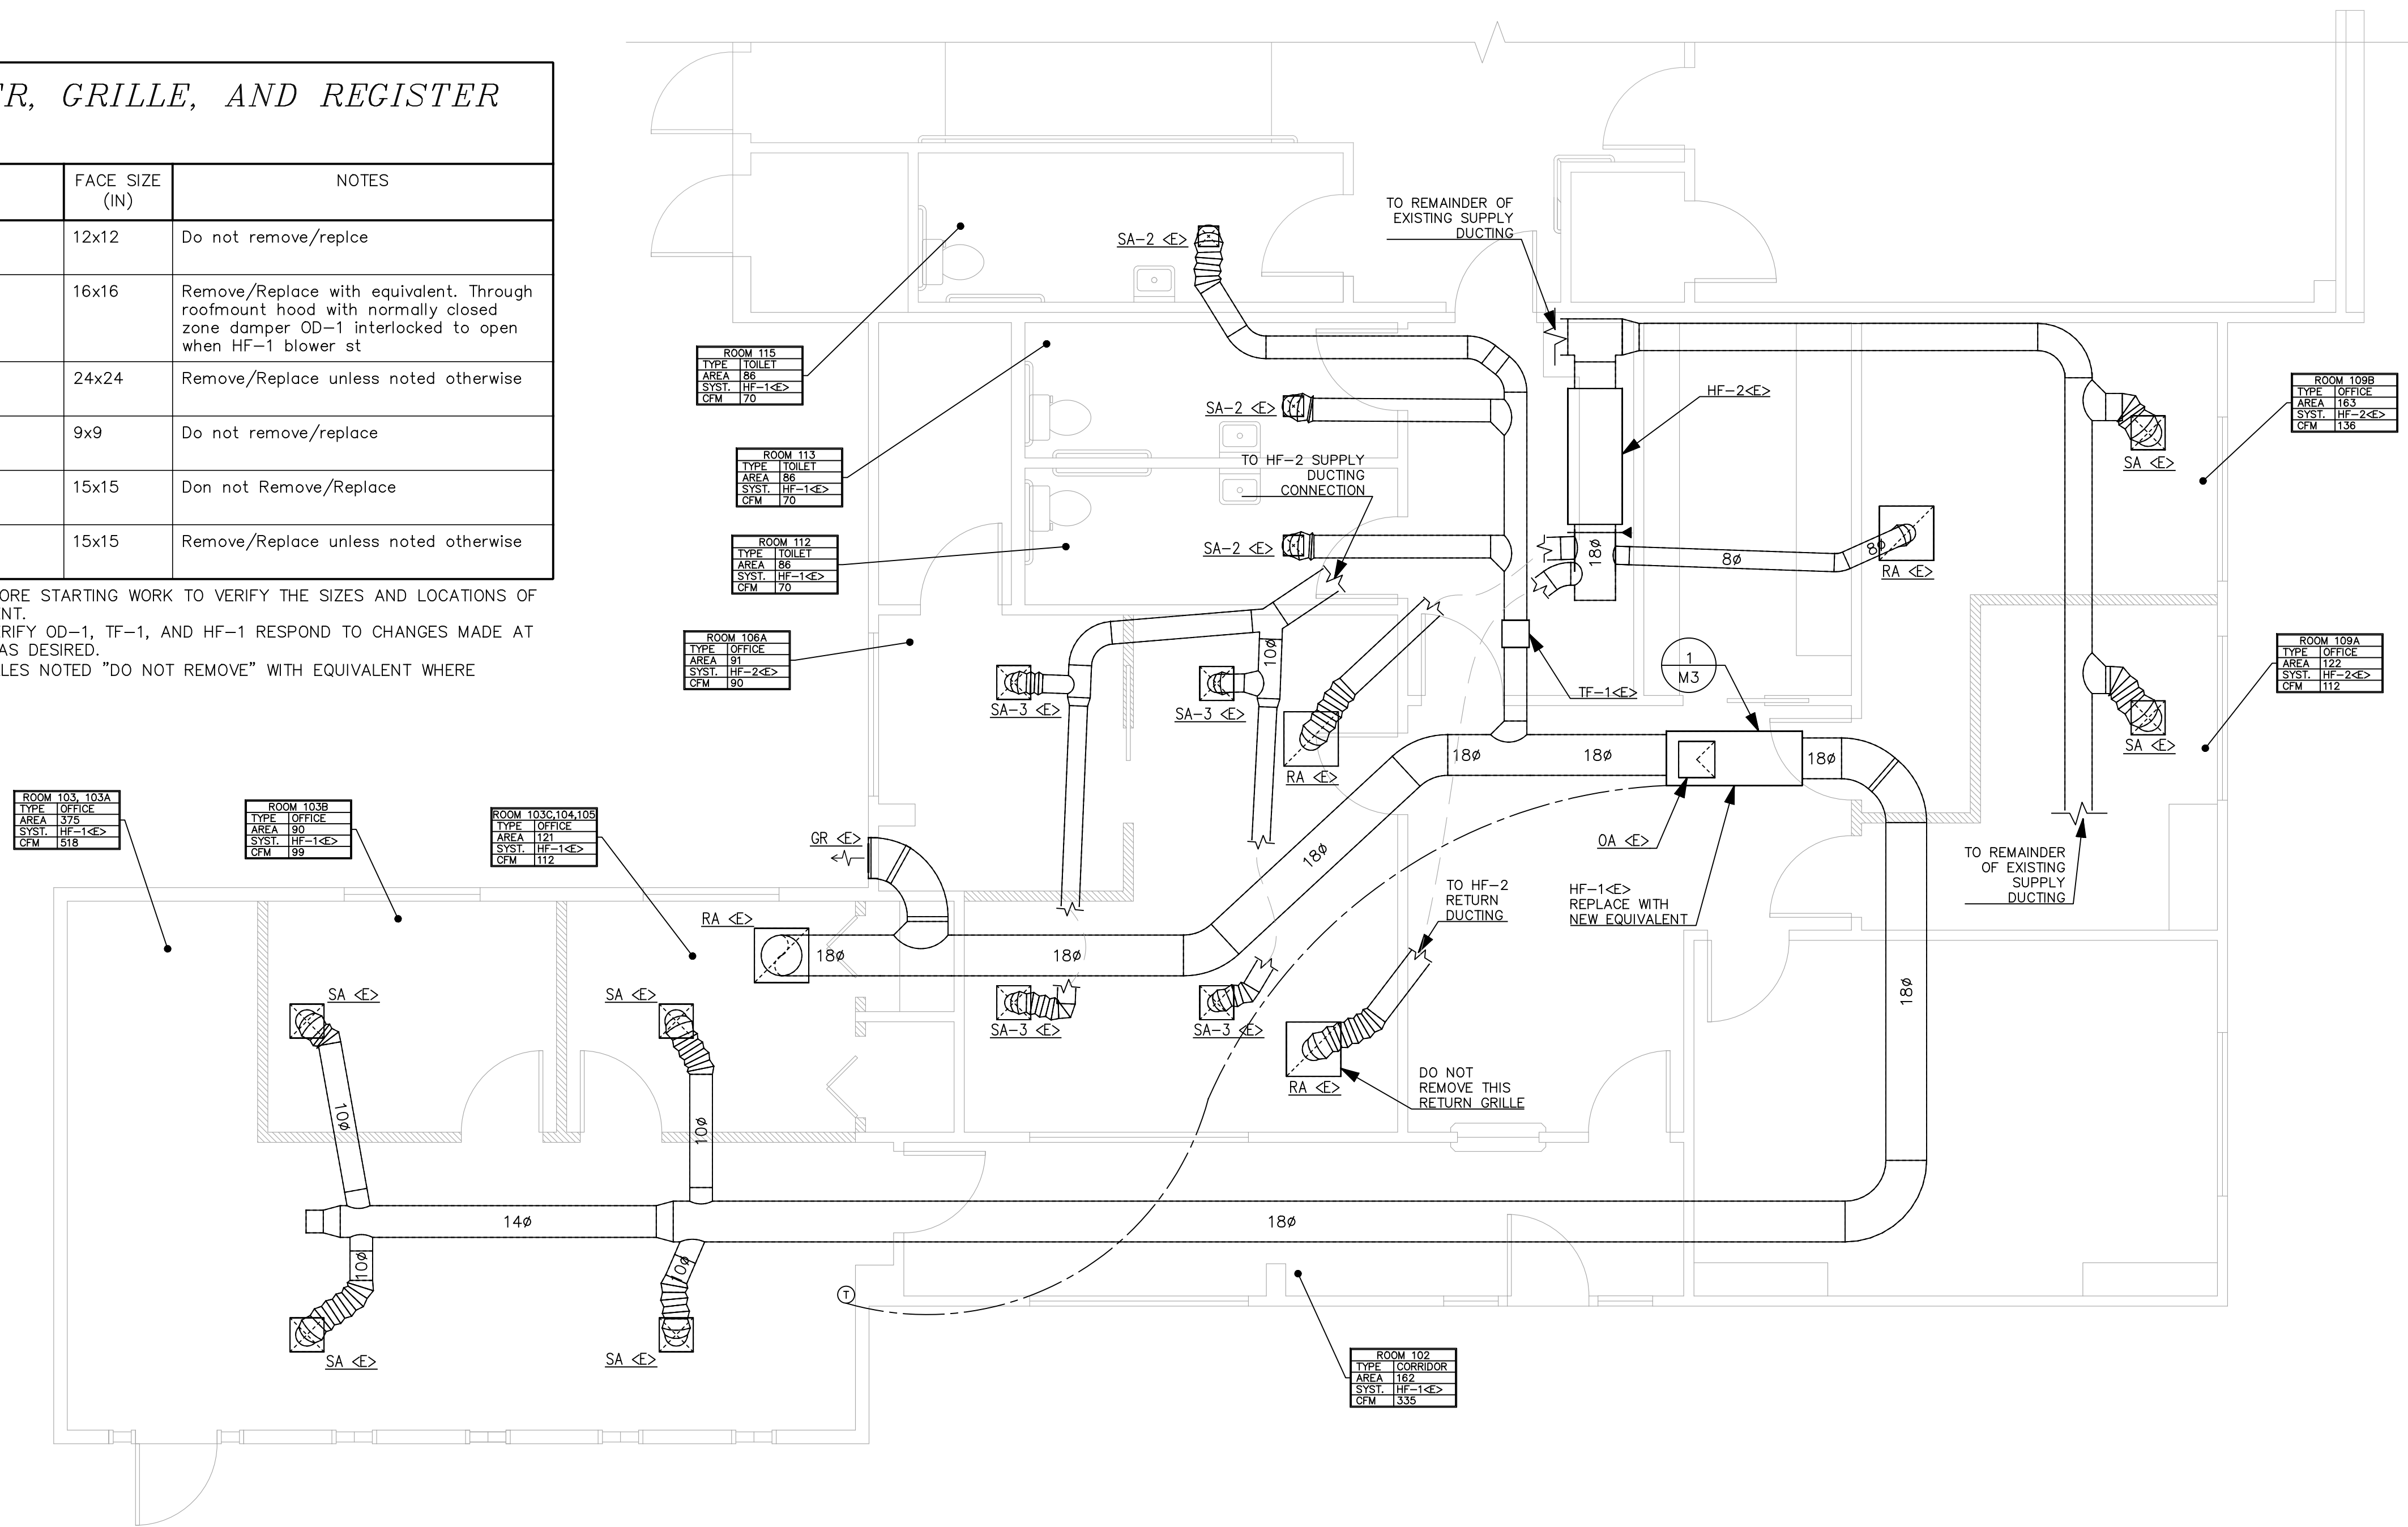 R, GRILLE, AND REGISTER
FACE SIZE
(IN)
NOTES
12x12
Do not remove/replce
16x16
Remove/Replace with equivalent. Through
roofmount hood with normally closed
zone damper OD-1 interlocked to open
when HF-1 blower st
24x24
Remove/Replace unless noted otherwise
9x9
Do not remove/replace
15x15
Don not Remove/Replace
15x15
Remove/Replace unless noted otherwise
ORE STARTING WORK TO VERIFY THE SIZES AND LOCATIONS OF
ENT.
ERIFY OD-1, TF-1, AND HF-1 RESPOND TO CHANGES MADE AT
AS DESIRED.
LES NOTED "DO NOT REMOVE" WITH EQUIVALENT WHERE
TO REMAINDER OF
EXISTING SUPPLY
DUCTING
SA-2 <E>
ROOM 115
TYPE TOILET
AREA 86
SYST. HF-1<E>
CFM 70
SA-2 <E>
HF-2<E>
ROOM 109B
TYPE OFFICE
AREA 163
SYST. HF-2<E>
CFM 136
SA <E>
ROOM 113
TYPE TOILET
AREA 86
SYST. HF-1<E>
CFM 70
TO HF-2 SUPPLY
DUCTING
CONNECTION
ROOM 112
TYPE TOILET
AREA 86
SYST. HF-1<E>
CFM 70
SA-2 <E>
18ø
8ø
8ø
RA <E>
ROOM 106A
TYPE OFFICE
AREA 91
SYST. HF-2<E>
CFM 90
10ø
SA-3 <E>
SA-3 <E>
TF-1<E>
1
M3
ROOM 109A
TYPE OFFICE
AREA 122
SYST. HF-2<E>
CFM 112
SA <E>
RA <E>
18ø
18ø
18ø
ROOM 103, 103A
TYPE OFFICE
AREA 375
SYST. HF-1<E>
CFM 518
ROOM 103B
TYPE OFFICE
AREA 90
SYST. HF-1<E>
CFM 99
ROOM 103C,104,105
TYPE OFFICE
AREA 121
SYST. HF-1<E>
CFM 112
GR <E>
18ø
OA <E>
TO REMAINDER
OF EXISTING
SUPPLY
DUCTING
HF-1<E>
REPLACE WITH
NEW EQUIVALENT
TO HF-2
RETURN
DUCTING
RA <E>
18ø
18ø
18ø
SA <E>
SA <E>
SA-3 <E>
SA-3 <E>
RA <E>
DO NOT
REMOVE THIS
RETURN GRILLE
10ø
10ø
14ø
18ø
10ø
10ø
T
SA <E>
SA <E>
ROOM 102
TYPE CORRIDOR
AREA 162
SYST. HF-1<E>
CFM 335